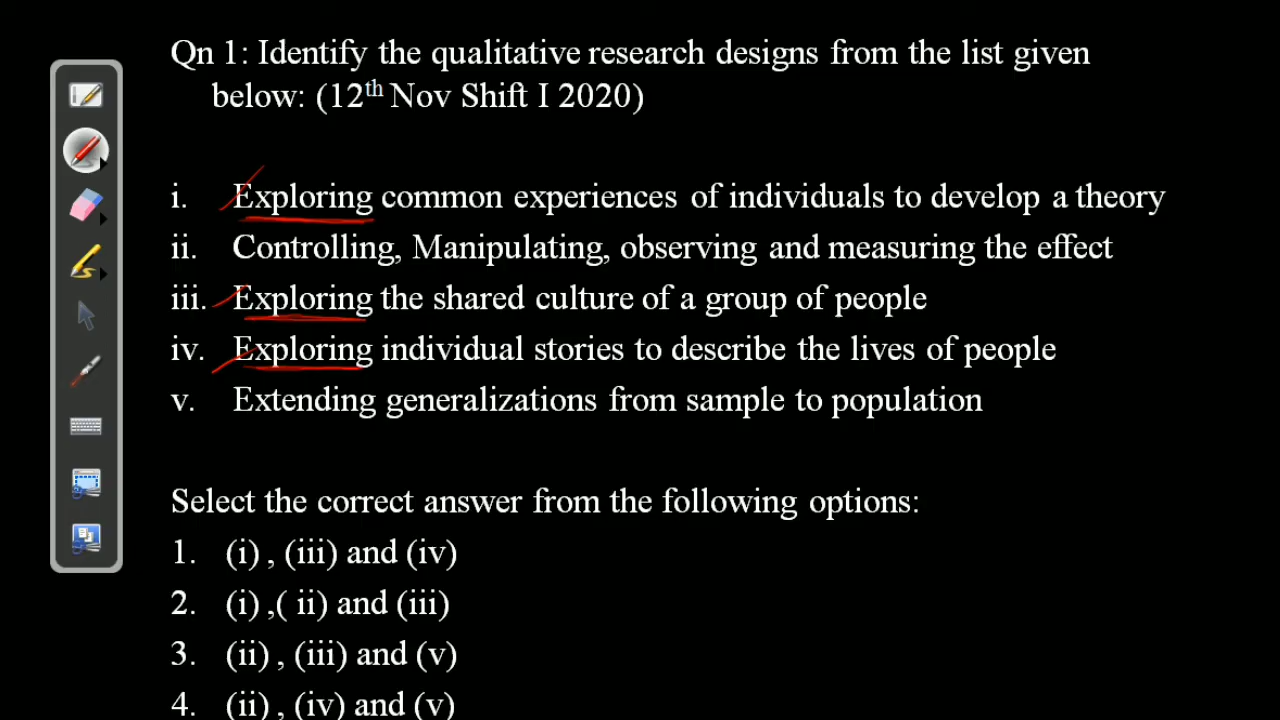 Qn 1: Identify the qualitative research designs from the list given
below: (12th Nov Shift I 2020)
i. Exploring common experiences of individuals to develop a theory
ii. Controlling, Manipulating, observing and measuring the effect
iii. Exploring the shared culture of a group of people
iv. Exploring individual stories to describe the lives of people
v. Extending generalizations from sample to population
Select the correct answer from the following options:
1. (i) , (iii) and (iv)
2. (i) ,( ii) and (iii)
3. (ii) , (iii) and (v)
4. (ii) , (iv) and (v)